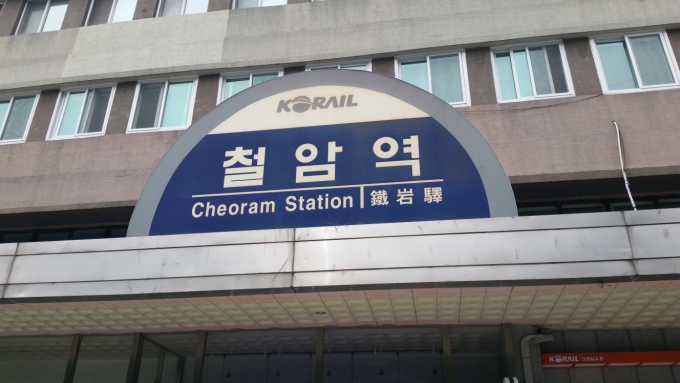 KORAIL
철암역
Cheoram Station 鐵岩驛
KORAIL